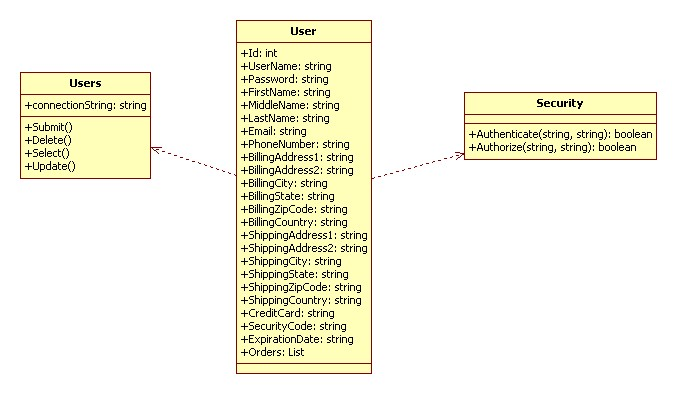 Users
+connectionString: string
+Submit()
+Delete()
+Select()
+Update()
User
+Id: int
+UserName: string
+Password: string
+FirstName: string
+MiddleName: string
+LastName: string
+Email: string
+PhoneNumber: string
+BillingAddress1: string
+BillingAddress2: string
+BillingCity: string
+BillingState: string
+BillingZipCode: string
+BillingCountry: string
+ShippingAddress1: string
+ShippingAddress2: string
+ShippingCity: string
+ShippingState: string
+ShippingZipCode: string
+ShippingCountry: string
+CreditCard: string
+SecurityCode: string
+ExpirationDate: string
+Orders: List
Security
+Authenticate(string, string): boolean
+Authorize(string, string): boolean